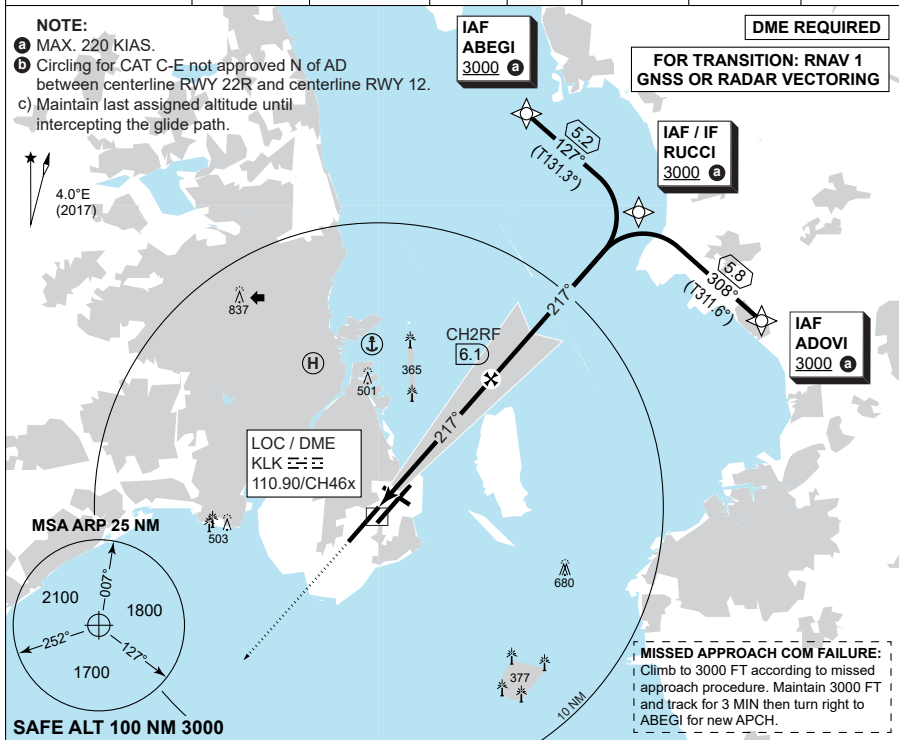 NOTE:
a MAX. 220 KIAS.
b Circling for CAT C-E not approved N of AD
between centerline RWY 22R and centerline RWY 12.
c) Maintain last assigned altitude until
intercepting the glide path.
4.0°E
(2017)
IAF
ABEGI
3000 a
DME REQUIRED
FOR TRANSITION: RNAV 1
GNSS OR RADAR VECTORING
5.2
127°
(T131.3°)
IAF / IF
RUCCI
3000 a
5.8
308°
(T311.6°)
IAF
ADOVI
3000 a
217°
837
H
501
365
CH2RF
6.1
217°
LOC / DME
KLK
110.90/CH46x
503
680
377
10 NM
MSA ARP 25 NM
007°
2100
1800
252°
127°
1700
SAFE ALT 100 NM 3000
MISSED APPROACH COM FAILURE:
Climb to 3000 FT according to missed
approach procedure. Maintain 3000 FT
and track for 3 MIN then turn right to
ABEGI for new APCH.